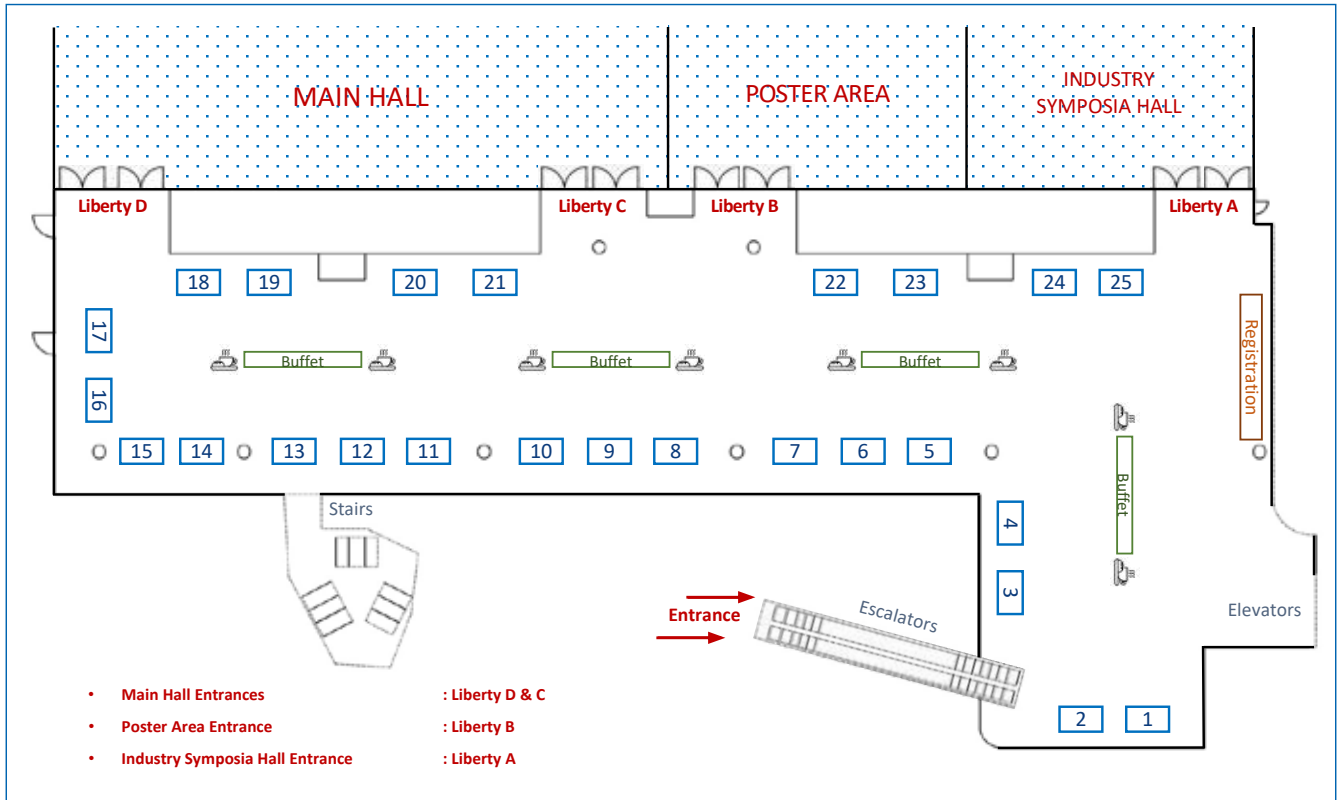 MAIN HALL
POSTER AREA
INDUSTRY
SYMPOSIA HALL
Liberty D
Liberty C
Liberty B
Liberty A
18
19
20
21
22
23
24
25
17
16
Buffet
Buffet
Buffet
Registration
15
14
13
12
11
10
9
8
7
6
5
Buffet
4
3
Stairs
Entrance
Escalators
Elevators
2
1
• Main Hall Entrances : Liberty D & C
• Poster Area Entrance : Liberty B
• Industry Symposia Hall Entrance : Liberty A